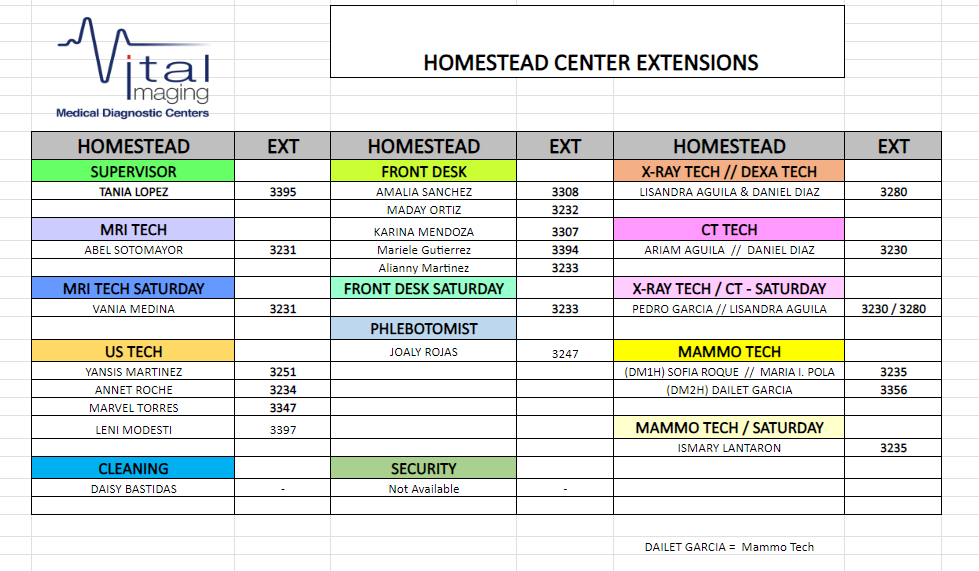 Vital
Imaging
Medical Diagnostic Centers
HOMESTEAD CENTER EXTENSIONS
HOMESTEAD EXT HOMESTEAD EXT HOMESTEAD EXT
SUPERVISOR FRONT DESK X-RAY TECH // DEXA TECH
TANIA LOPEZ 3395 AMALIA SANCHEZ 3308 LISANDRA AGUILA & DANIEL DIAZ 3280
MADAY ORTIZ 3232
MRI TECH KARINA MENDOZA 3307 CT TECH
ABEL SOTOMAYOR 3231 Mariele Gutierrez 3394 ARIAM AGUILA // DANIEL DIAZ 3230
Alianny Martinez 3233
MRI TECH SATURDAY FRONT DESK SATURDAY X-RAY TECH / CT - SATURDAY
VANIA MEDINA 3231 3233 PEDRO GARCIA // LISANDRA AGUILA 3230 / 3280
PHLEBOTOMIST
US TECH JOALY ROJAS 3247 MAMMO TECH
YANSIS MARTINEZ 3251 (DM1H) SOFIA ROQUE // MARIA I. POLA 3235
ANNET ROCHE 3234 (DM2H) DAILET GARCIA 3356
MARVEL TORRES 3347
LENI MODESTI 3397 MAMMO TECH / SATURDAY
ISMARY LANTARON 3235
CLEANING SECURITY
DAISY BASTIDAS - Not Available -
DAILET GARCIA = Mammo Tech